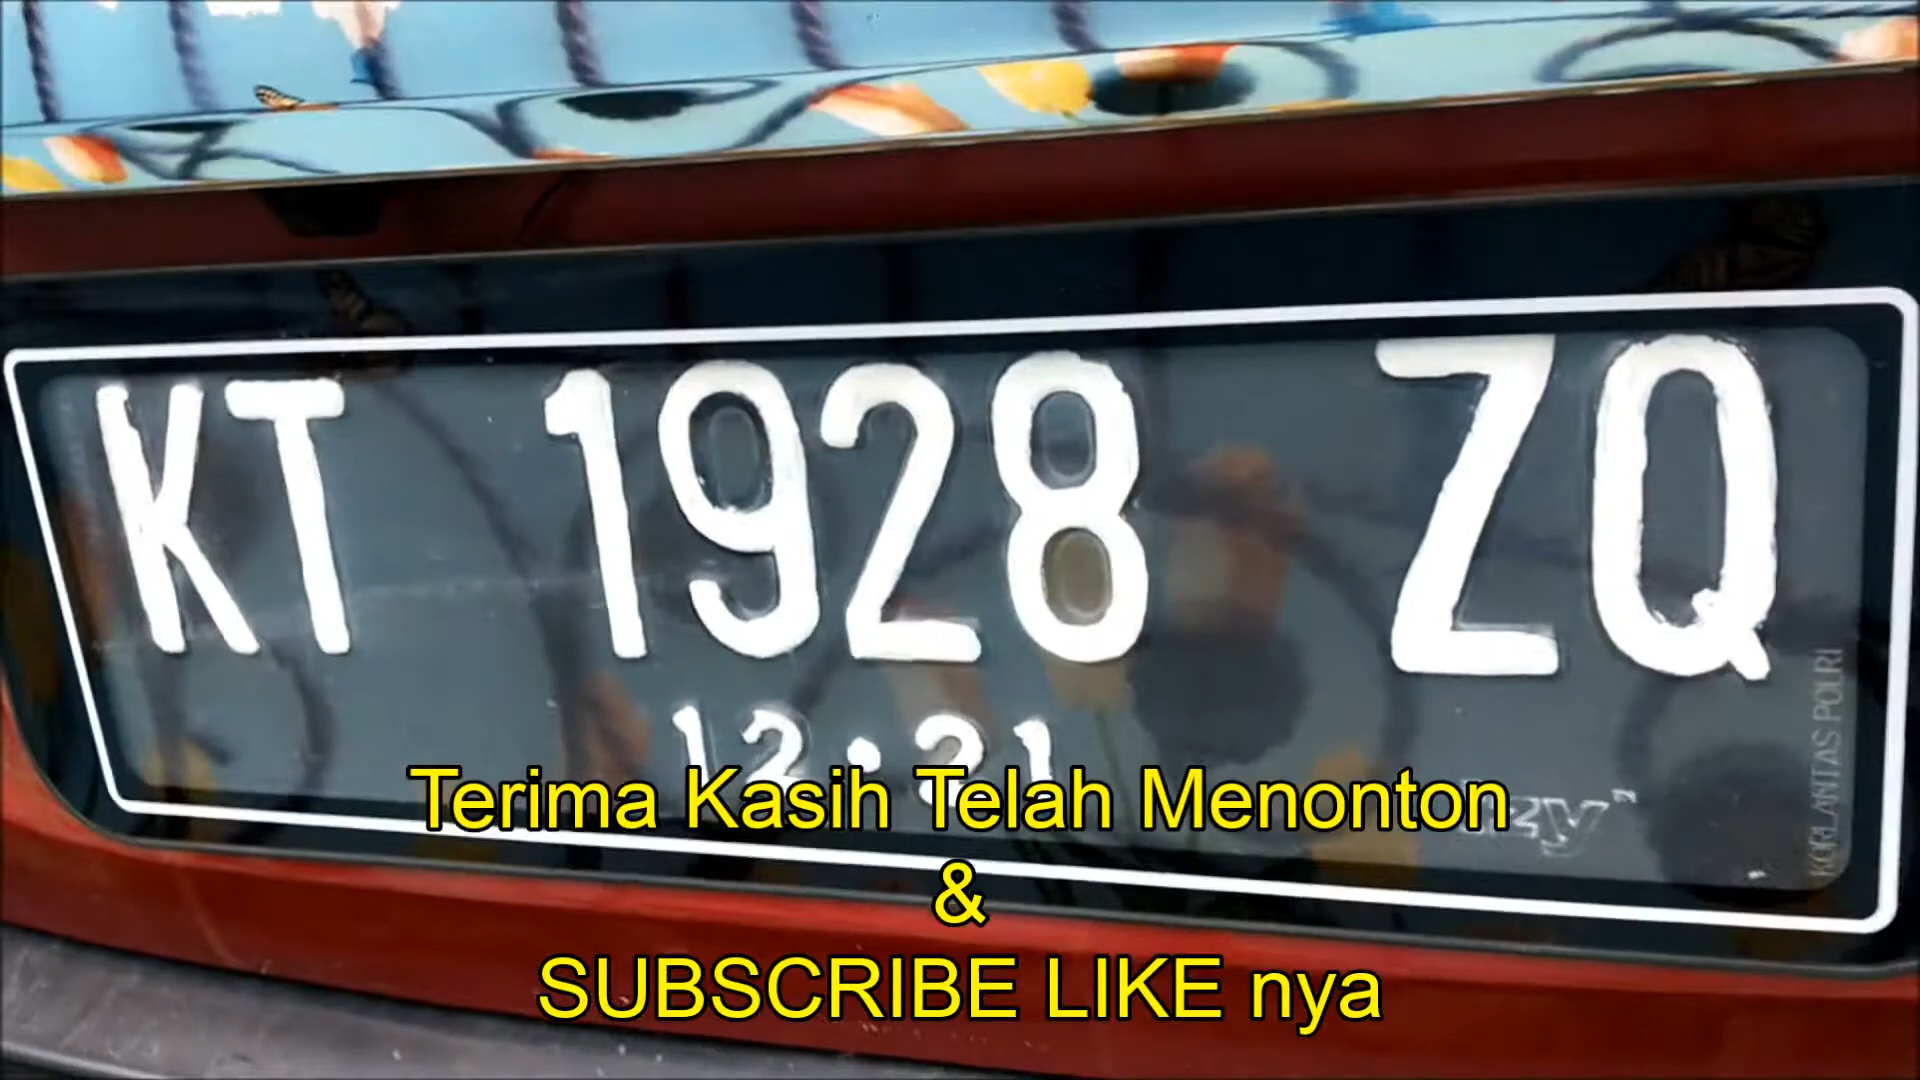 KT 1928 ZQ
12·21
KORLANTAS POLRI
Terima Kasih Telah Menonton
&
SUBSCRIBE LIKE nya